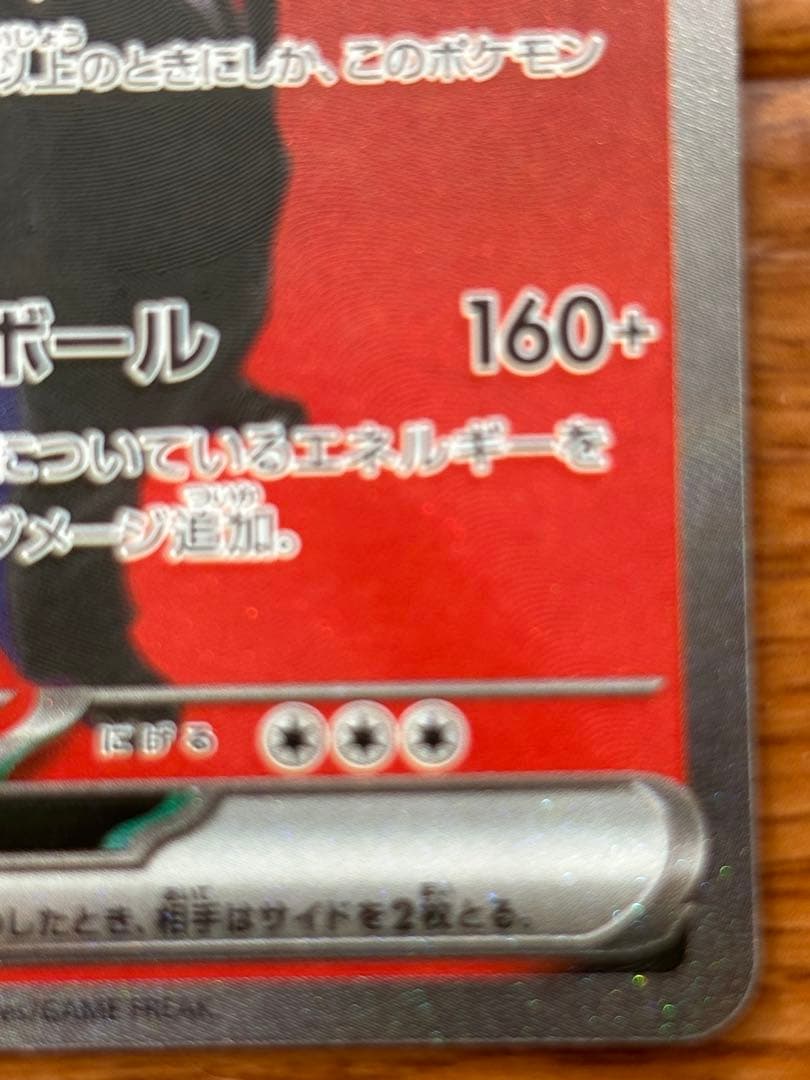 以上のときにしか、このポケモン
ボール 160+
についているエネルギーを
ダメージ追加。
にげる
したとき、相手はサイドを2枚とる。
es/GAME FREAK